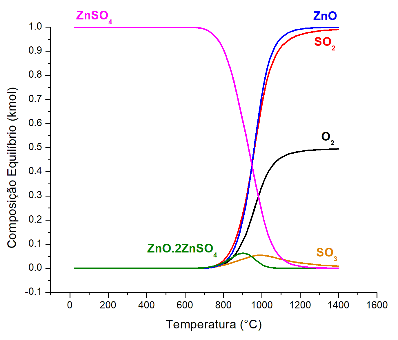 ZnSO₄
ZnO
SO₂
O₂
ZnO.2ZnSO₄
SO₃
1.0
0.9
0.8
0.7
0.6
0.5
0.4
0.3
0.2
0.1
0.0
-0.1
0 200 400 600 800 1000 1200 1400 1600
Composição Equilíbrio (kmol)
Temperatura (°C)